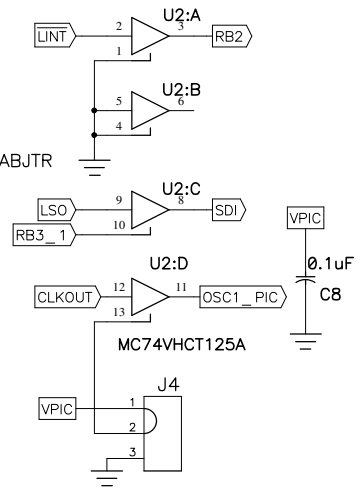 U2:A
LINT 2 3 RB2
1
U2:B
5 6
4
ABJTR
U2:C
LSO 9 8 SDI
RB3_1 10
VPIC
0.1uF
C8
U2:D
CLKOUT 12 11 OSC1_PIC
13
MC74VHCT125A
J4
VPIC 1
2
3